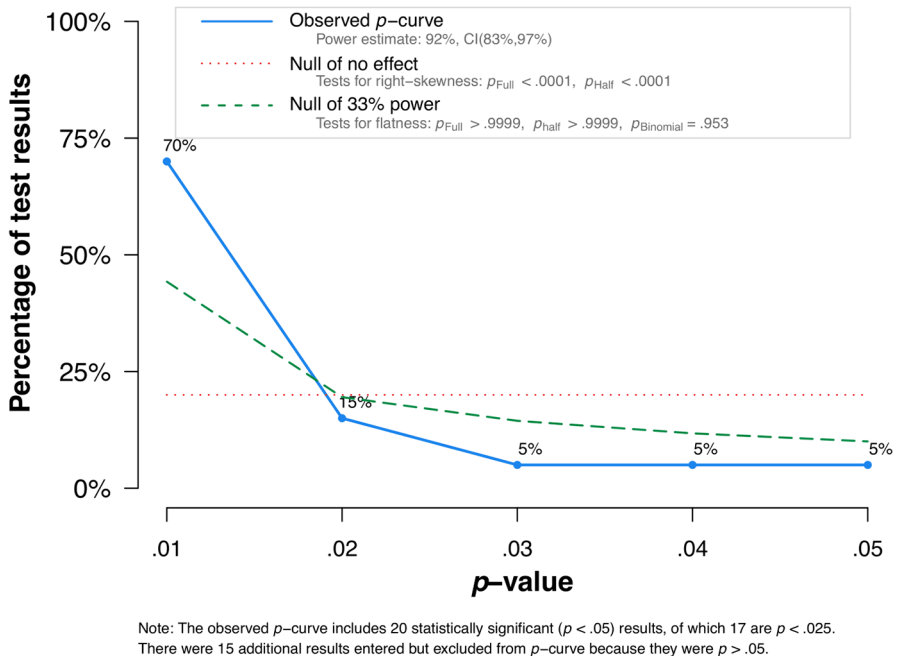 100%
75%
50%
25%
0%
Percentage of test results
Observed p−curve
Power estimate: 92%, CI(83%,97%)
Null of no effect
Tests for right−skewness: pFull < .0001, pHalf < .0001
Null of 33% power
Tests for flatness: pFull > .9999, phalf > .9999, pBinomial = .953
70%
15%
5%
5%
5%
.01
.02
.03
.04
.05
p−value
Note: The observed p−curve includes 20 statistically significant (p < .05) results, of which 17 are p < .025.
There were 15 additional results entered but excluded from p−curve because they were p > .05.